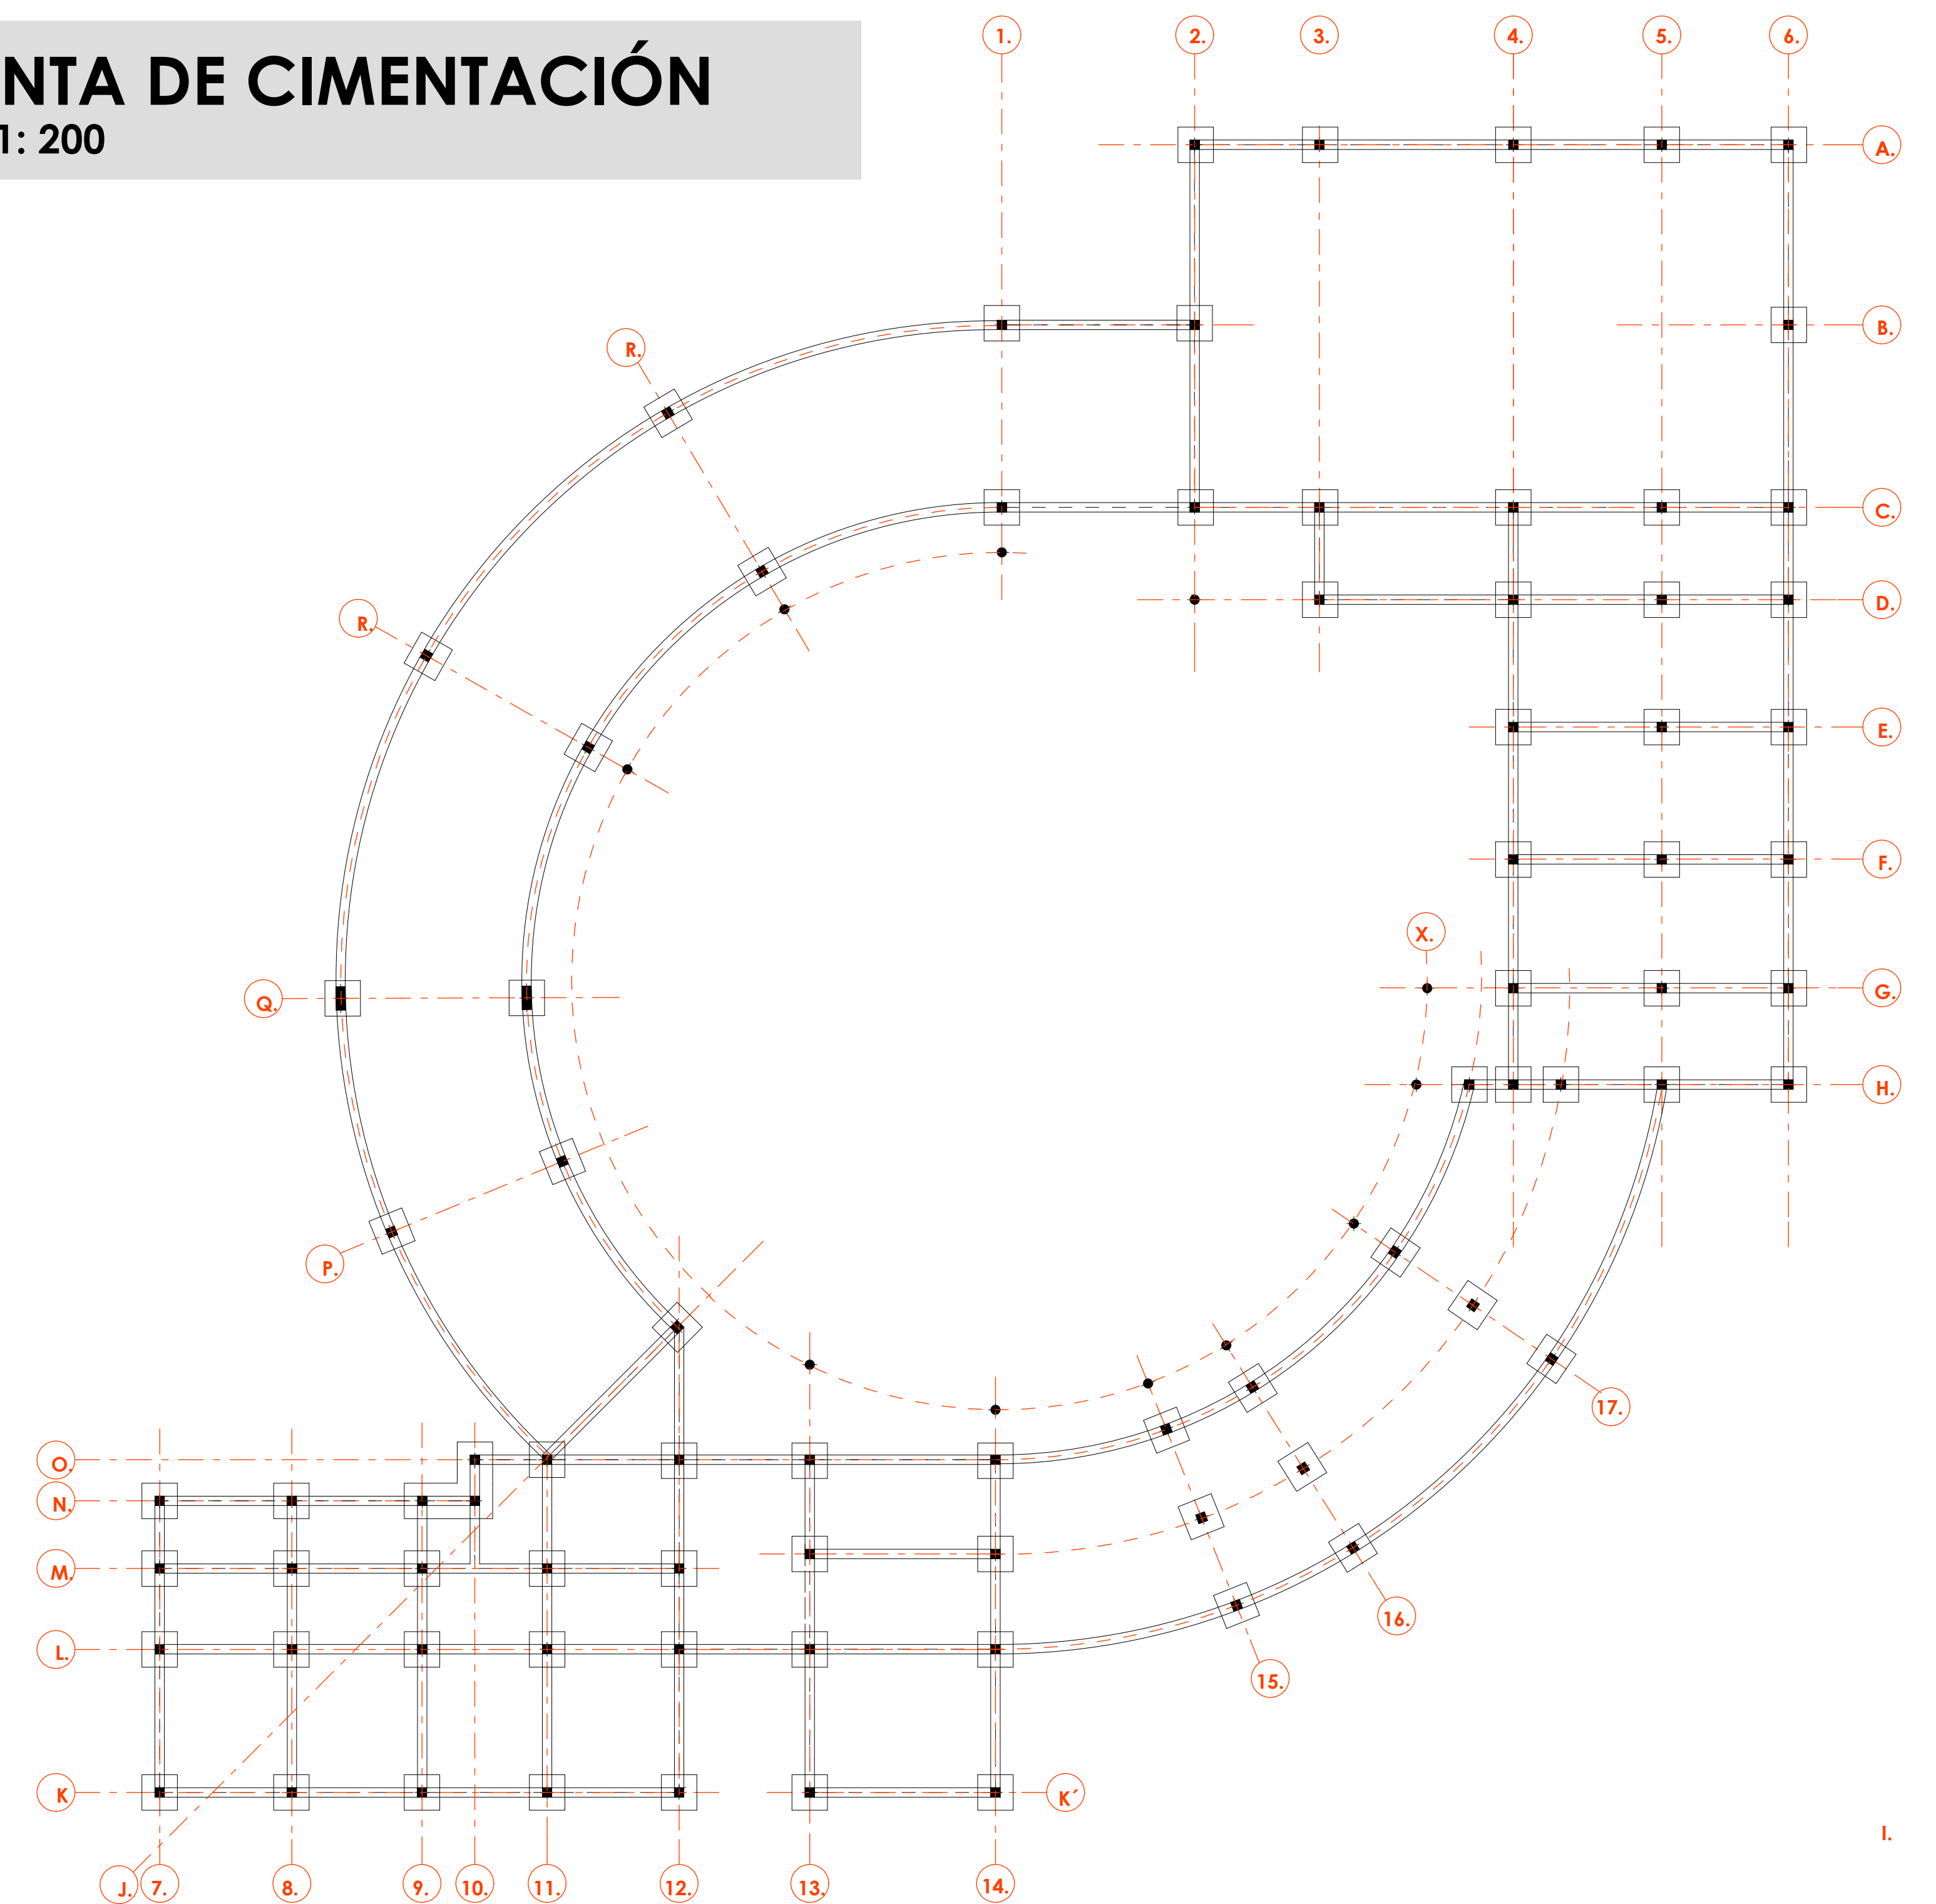 NTA DE CIMENTACIÓN
1: 200
1.
2.
3.
4.
5.
6.
A.
B.
R.
C.
D.
R.
E.
F.
X.
G.
Q.
H.
P.
17.
O.
N.
M.
16.
L.
15.
K
K´
I.
J.
7.
8.
9.
10.
11.
12.
13.
14.